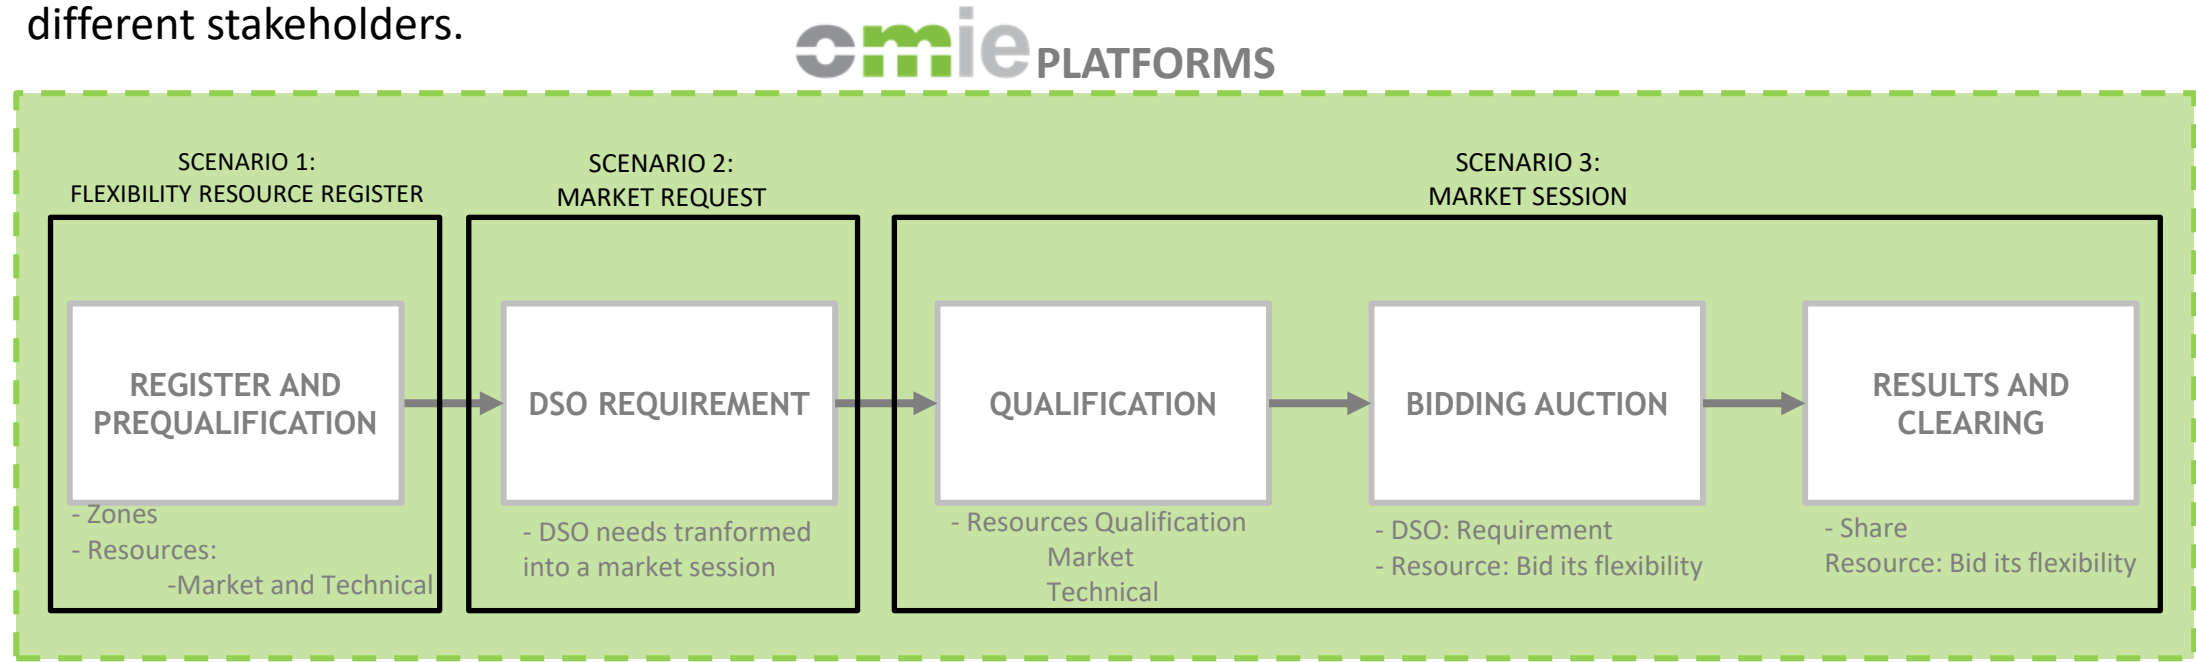 different stakeholders.
omie PLATFORMS
SCENARIO 1:
FLEXIBILITY RESOURCE REGISTER
REGISTER AND
PREQUALIFICATION
- Zones
- Resources:
-Market and Technical
SCENARIO 2:
MARKET REQUEST
DSO REQUIREMENT
- DSO needs tranformed
into a market session
SCENARIO 3:
MARKET SESSION
QUALIFICATION
- Resources Qualification
Market
Technical
BIDDING AUCTION
- DSO: Requirement
- Resource: Bid its flexibility
RESULTS AND
CLEARING
- Share
Resource: Bid its flexibility